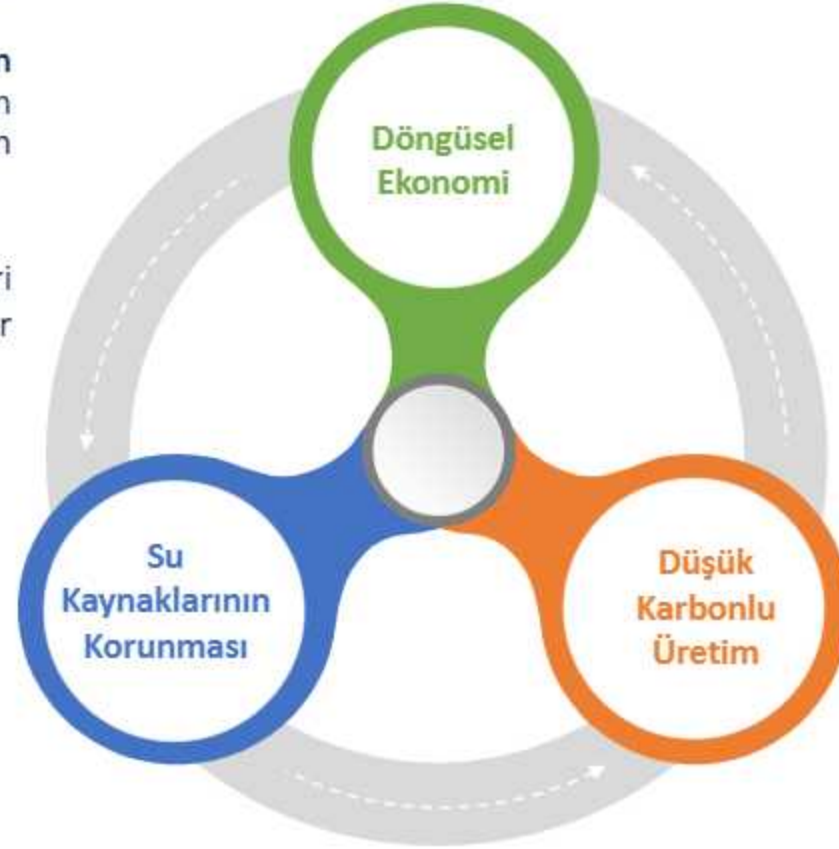 Döngüsel
Ekonomi
Su
Kaynaklarının
Korunması
Düşük
Karbonlu
Üretim